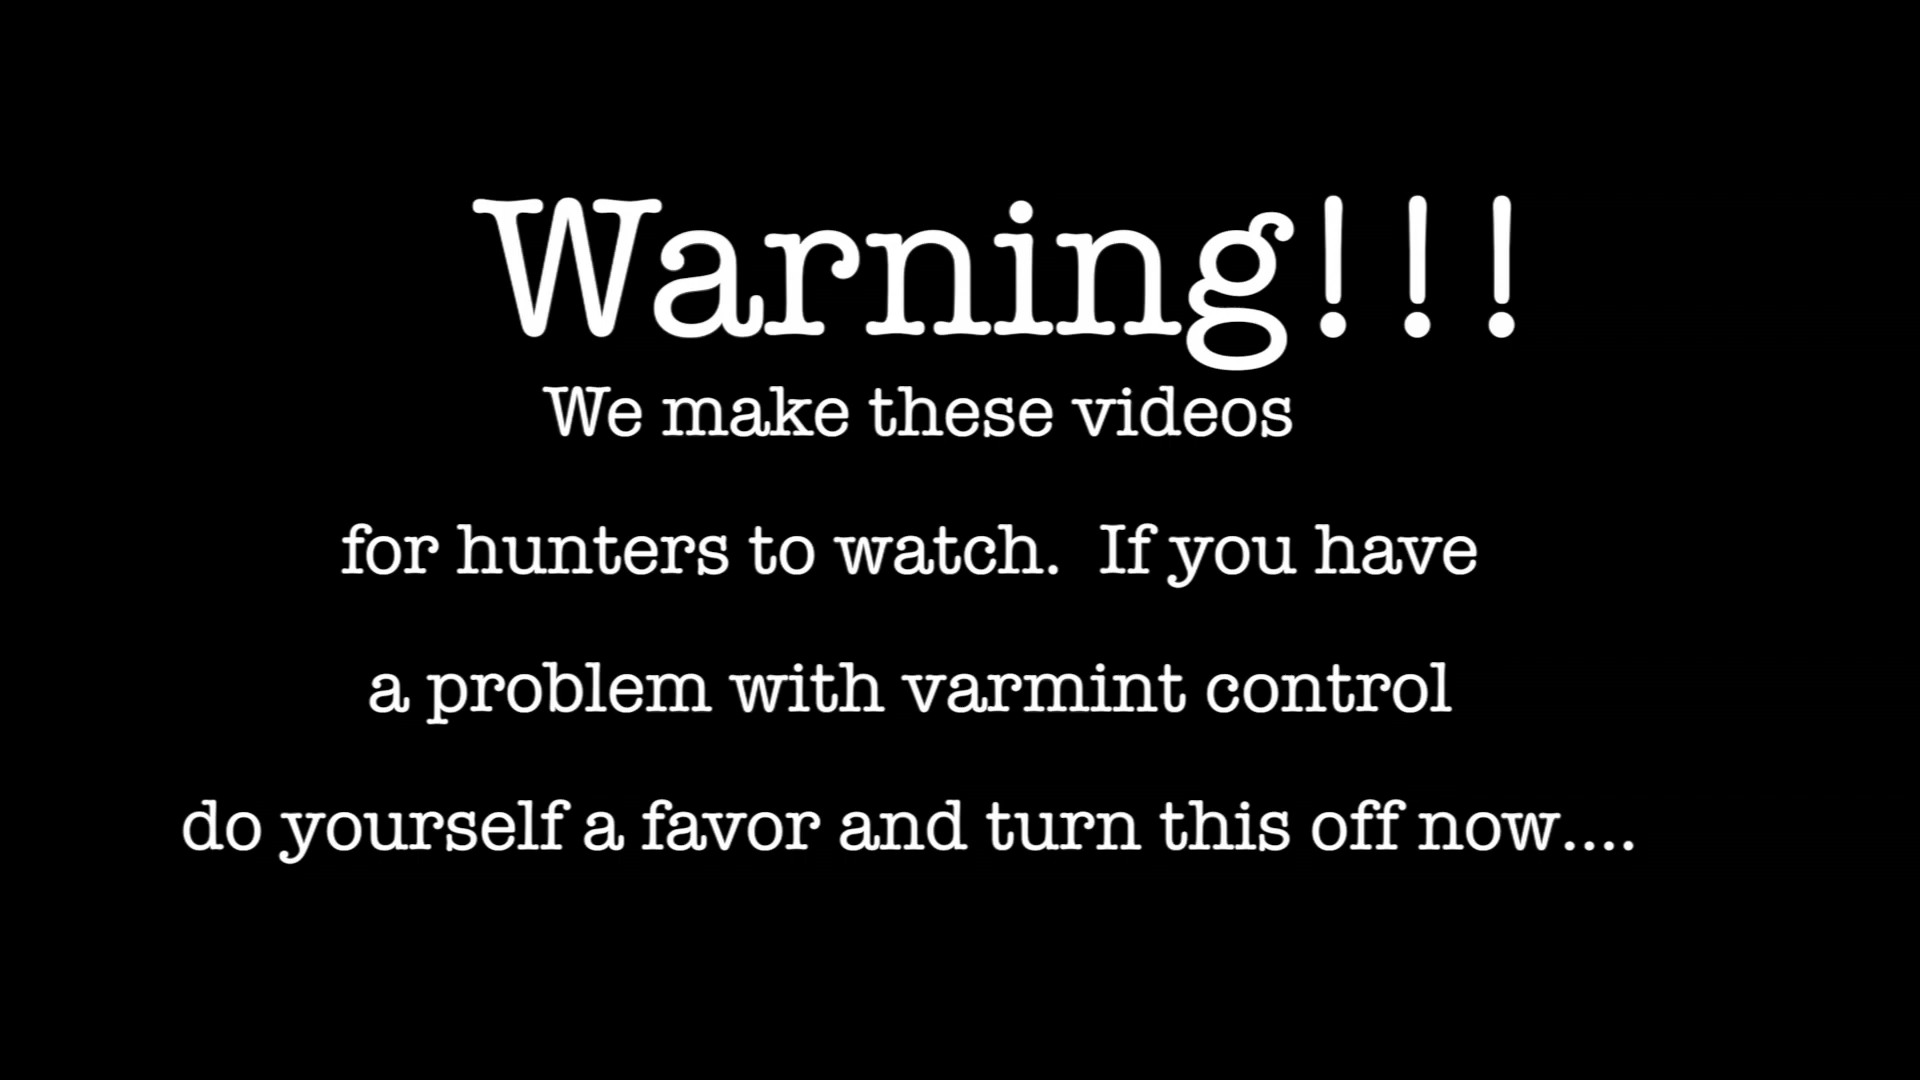 Warning!!!
We make these videos
for hunters to watch.  If you have
a problem with varmint control
do yourself a favor and turn this off now....